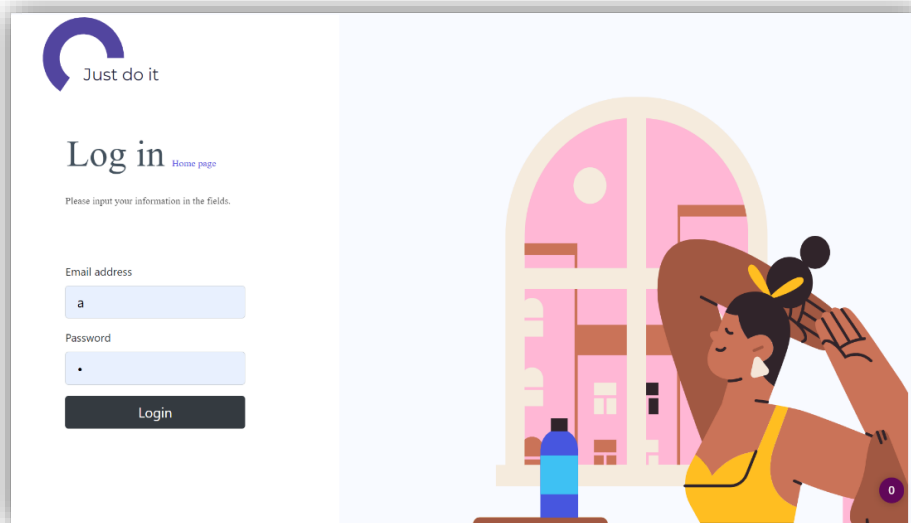 Just do it
Log in Home page
Please input your information in the fields.
Email address
a
Password
•
Login
0